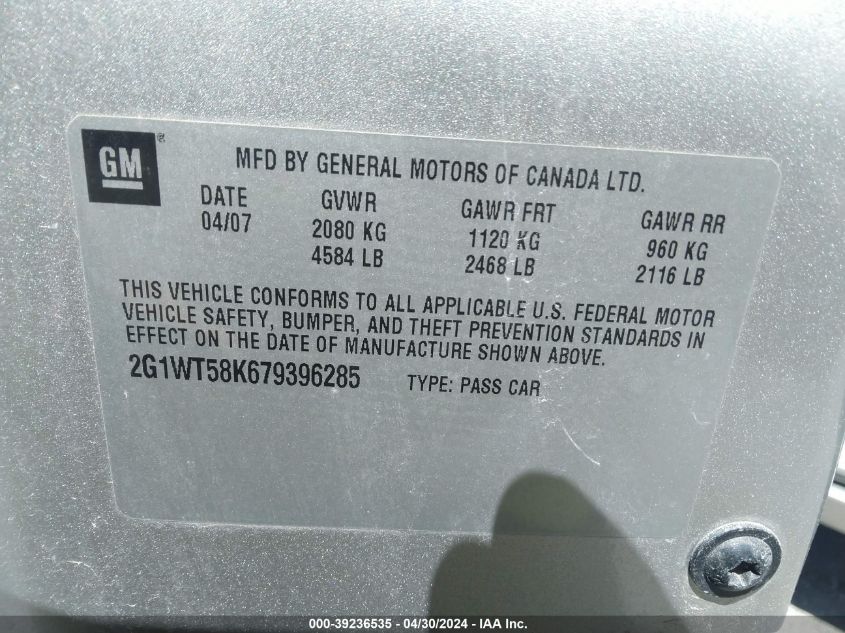 GM ®
MFD BY GENERAL MOTORS OF CANADA LTD.
DATE GVWR GAWR FRT GAWR RR
04/07 2080 KG 1120 KG 960 KG
4584 LB 2468 LB 2116 LB
THIS VEHICLE CONFORMS TO ALL APPLICABLE U.S. FEDERAL MOTOR
VEHICLE SAFETY, BUMPER, AND THEFT PREVENTION STANDARDS IN
EFFECT ON THE DATE OF MANUFACTURE SHOWN ABOVE.
2G1WT58K679396285 TYPE: PASS CAR
000-39236535 - 04/30/2024 - IAA Inc.